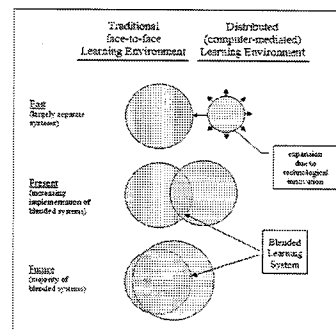 Traditional
face-to-face
Learning Environment
Distributed
(computer-mediated)
Learning Environment
Past
(largely separate
systems)
expansion
due to
technological
innovation
Present
(increasing
implementation of
blended systems)
Blended
Learning
System
Future
(majority of
blended systems)